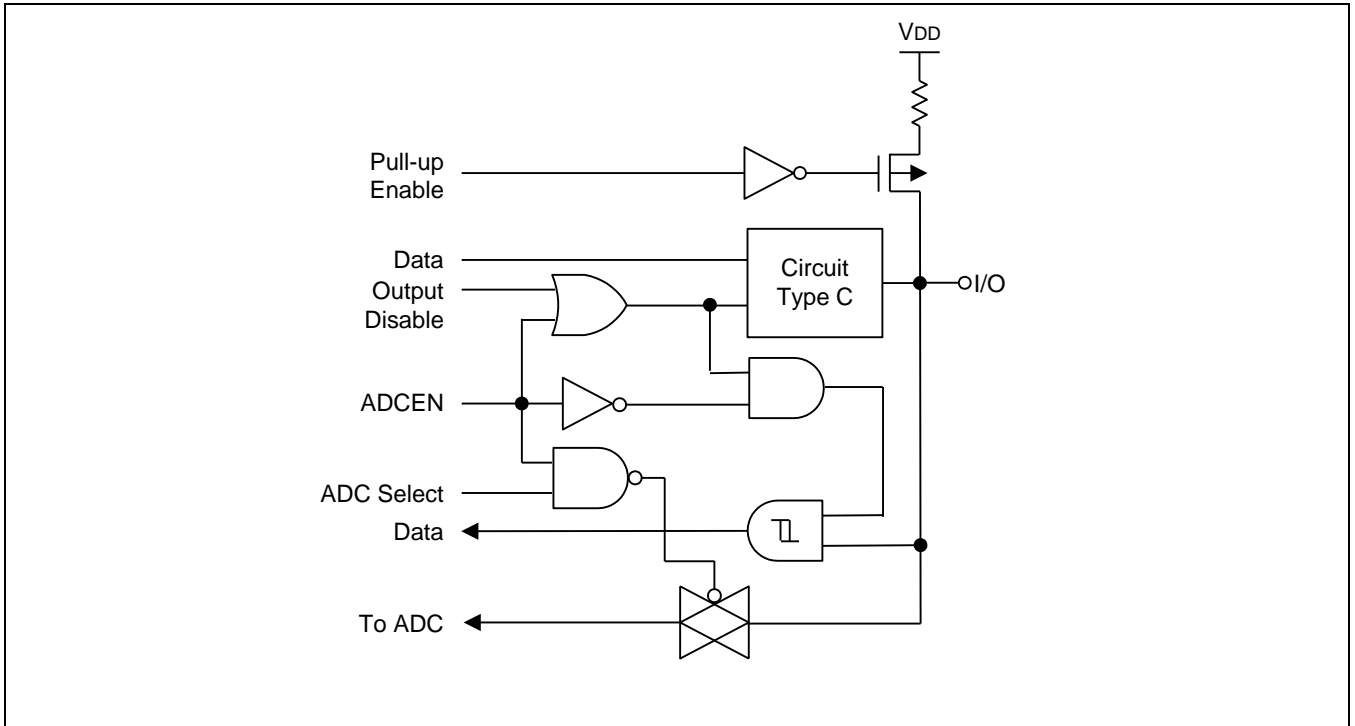 VDD
Pull-up
Enable
Data
Output
Disable
Circuit
Type C
I/O
ADCEN
ADC Select
Data
To ADC